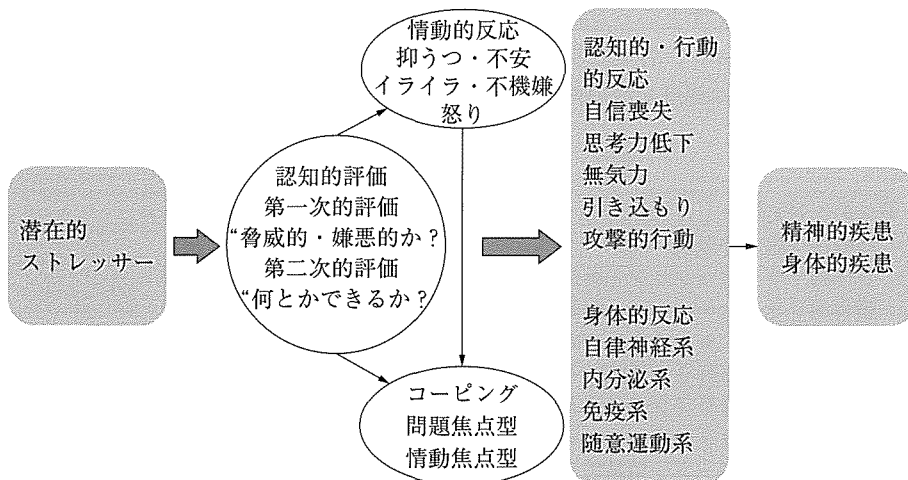 潜在的
ストレッサー
認知的評価
第一次的評価
“脅威的・嫌悪的か？
第二次的評価
“何とかできるか？
情動的反応
抑うつ・不安
イライラ・不機嫌
怒り
コーピング
問題焦点型
情動焦点型
認知的・行動
的反応
自信喪失
思考力低下
無気力
引き込もり
攻撃的行動
身体的反応
自律神経系
内分泌系
免疫系
随意運動系
精神的疾患
身体的疾患